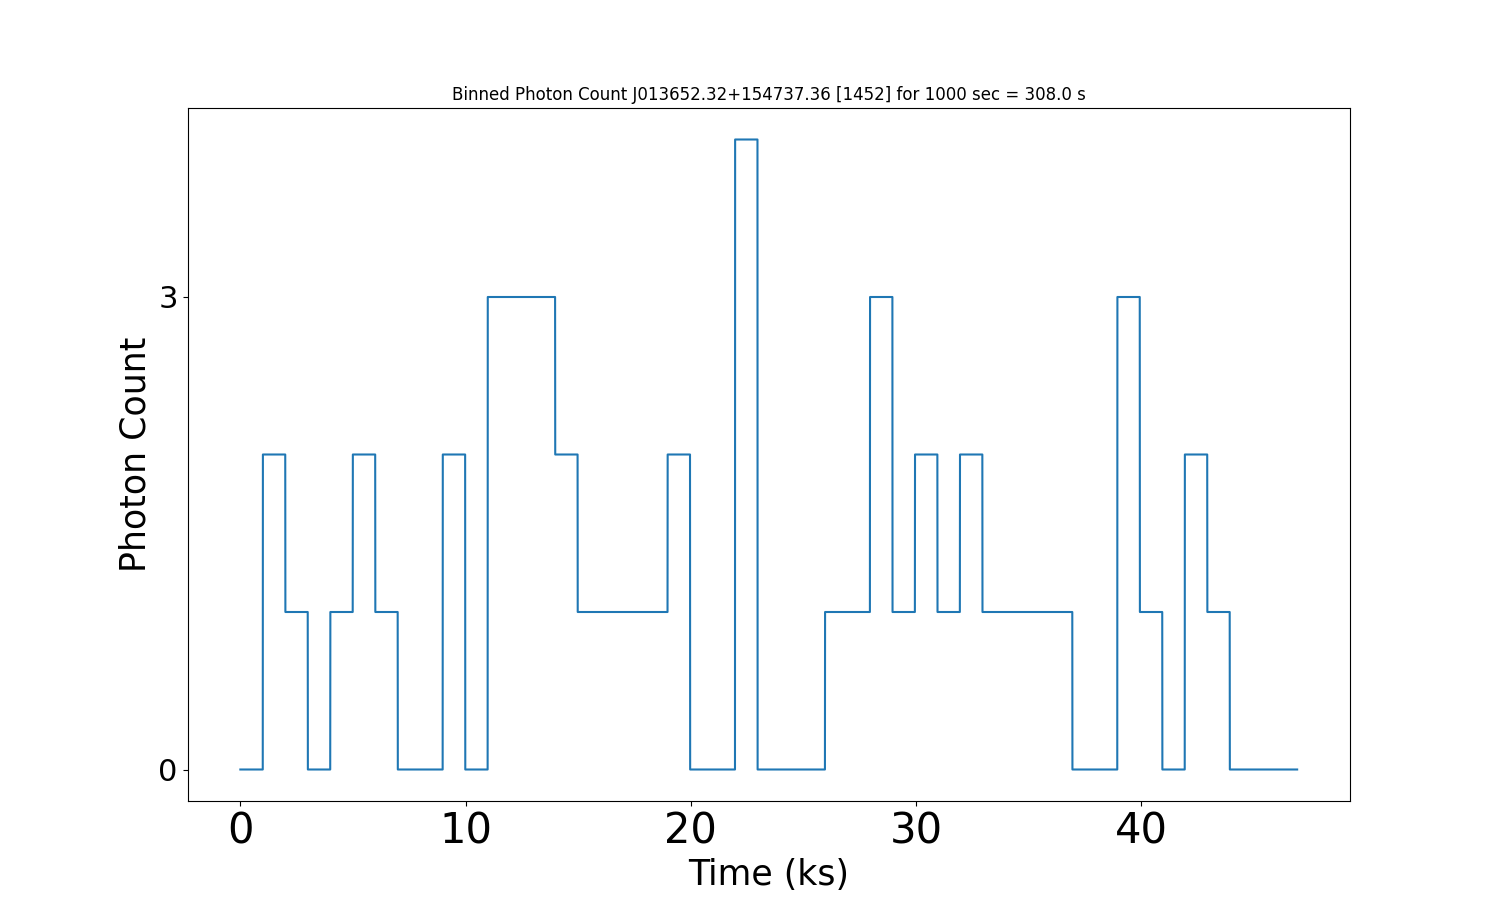 Binned Photon Count J013652.32+154737.36 [1452] for 1000 sec = 308.0 s
3
0
Photon Count
0 10 20 30 40
Time (ks)